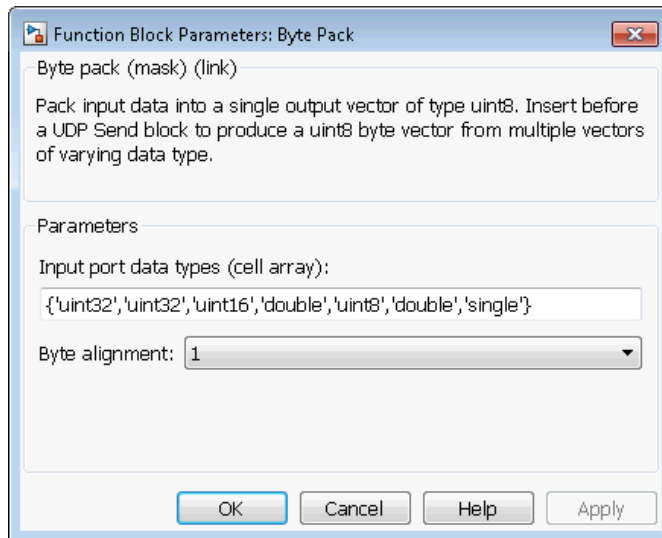 Function Block Parameters: Byte Pack
Byte pack (mask) (link)
Pack input data into a single output vector of type uint8. Insert before
a UDP Send block to produce a uint8 byte vector from multiple vectors
of varying data type.
Parameters
Input port data types (cell array):
{'uint32','uint32','uint16','double','uint8','double','single'}
Byte alignment: 1
OK Cancel Help Apply